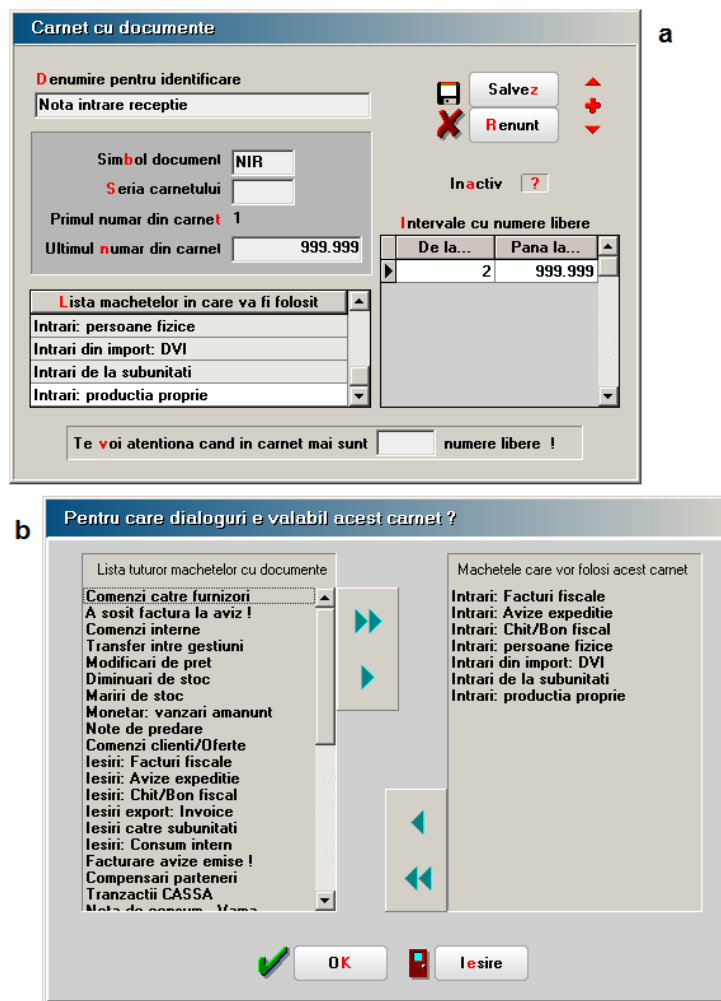 a
Carnet cu documente
Denumire pentru identificare
Nota intrare receptie
Salvez
Renunt
Simbol document NIR
Seria carnetului
Primul numar din carnet 1
Ultimul numar din carnet 999.999
Inactiv ?
Intervale cu numere libere
De la... Pana la...
2 999.999
Lista machetelor in care va fi folosit
Intrari: persoane fizice
Intrari din import: DVI
Intrari de la subunitati
Intrari: productia proprie
Te voi atentiona cand in carnet mai sunt numere libere !
b
Pentru care dialoguri e valabil acest carnet ?
Lista tuturor machetelor cu documente
Comenzi catre furnizori
A sosit factura la aviz !
Comenzi interne
Transfer intre gestiuni
Modificari de pret
Diminuari de stoc
Mariri de stoc
Monetar: vanzari amanunt
Note de predare
Comenzi clienti/Oferte
Iesiri: Facturi fiscale
Iesiri: Avize expeditie
Iesiri: Chit/Bon fiscal
Iesiri export: Invoice
Iesiri catre subunitati
Iesiri: Consum intern
Facturare avize emise !
Compensari parteneri
Tranzactii CASSA
Nota de consum - Vama
Machetele care vor folosi acest carnet
Intrari: Facturi fiscale
Intrari: Avize expeditie
Intrari: Chit/Bon fiscal
Intrari: persoane fizice
Intrari din import: DVI
Intrari de la subunitati
Intrari: productia proprie
OK
Iesire